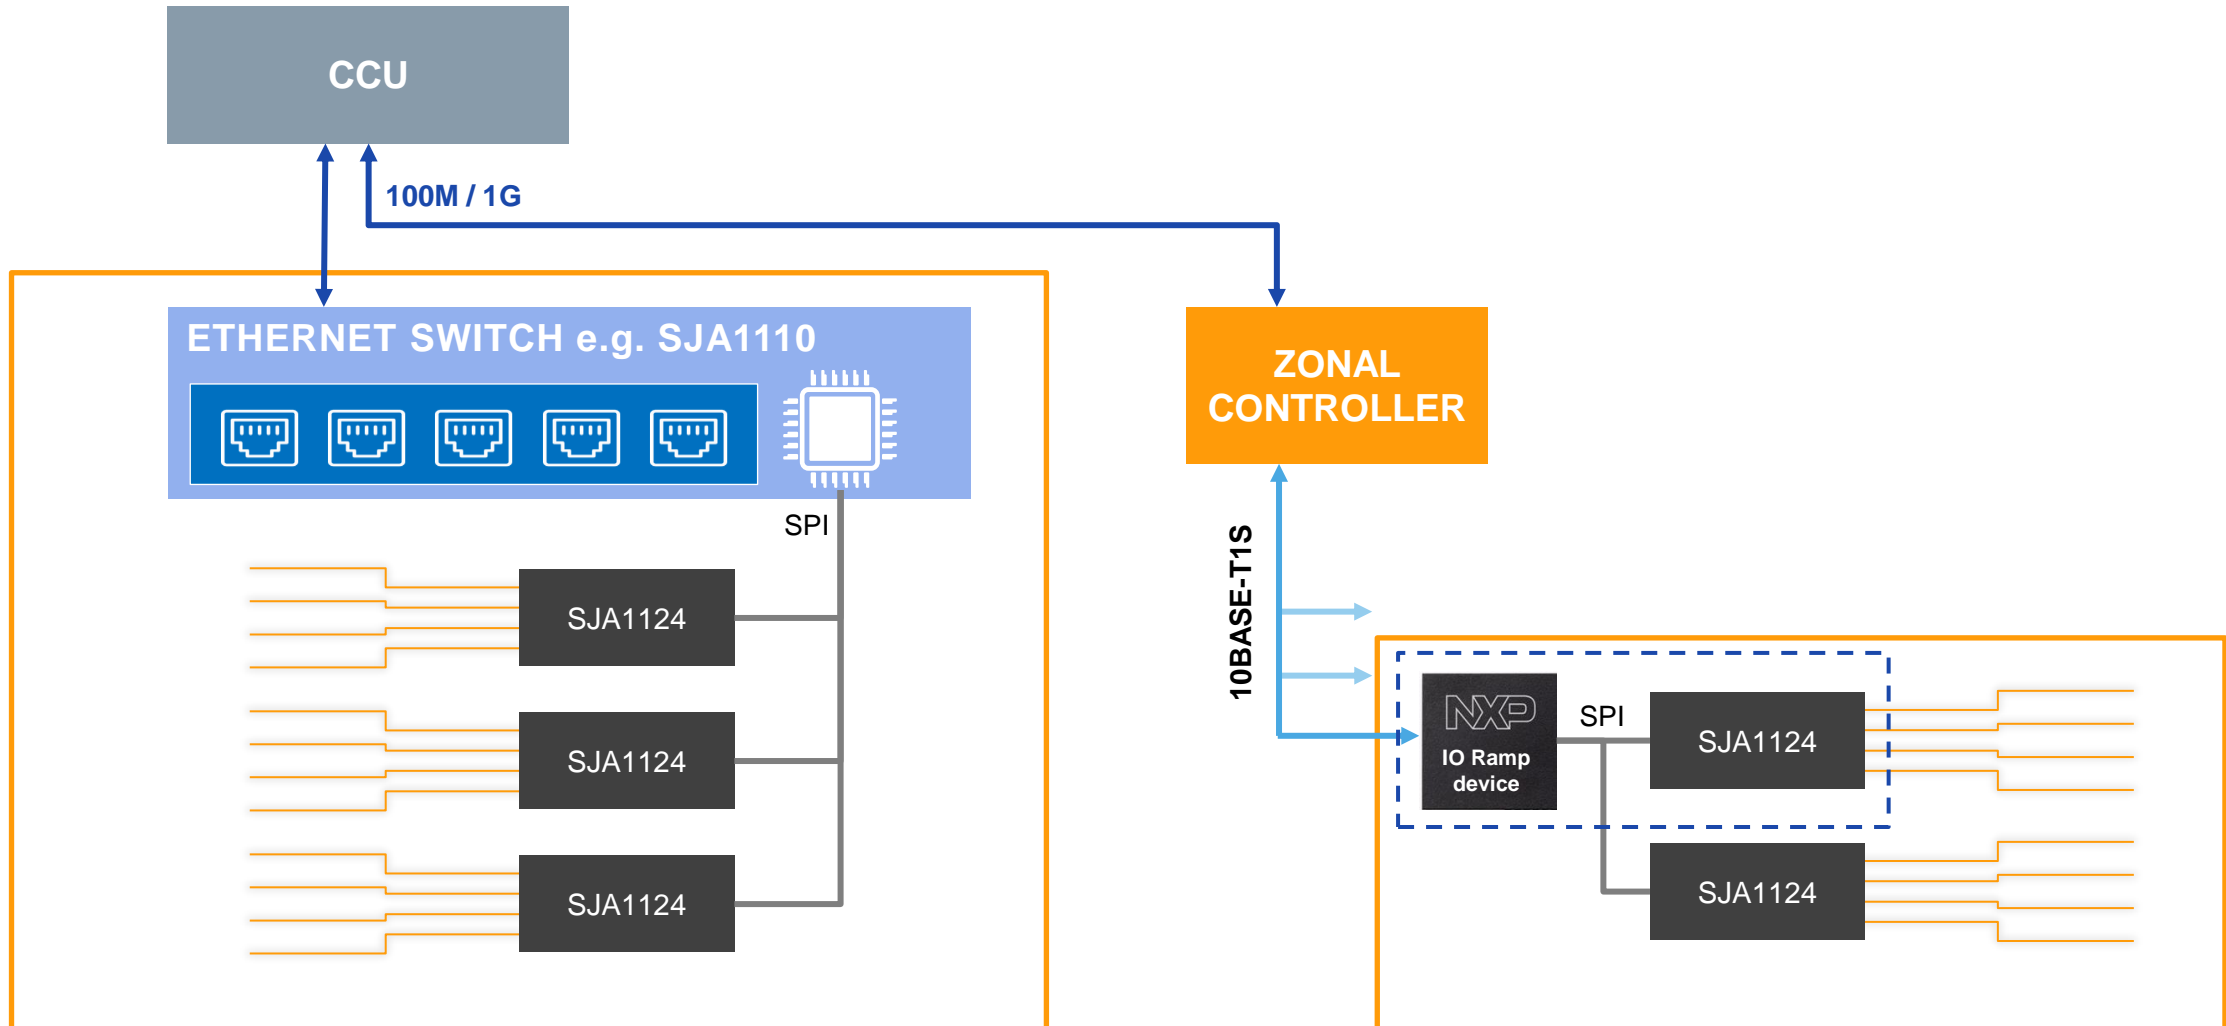 CCU
100M / 1G
ETHERNET SWITCH e.g. SJA1110
ZONAL
CONTROLLER
SPI
10BASE-T1S
SJA1124
SJA1124
SJA1124
NXP
IO Ramp
device
SPI
SJA1124
SJA1124